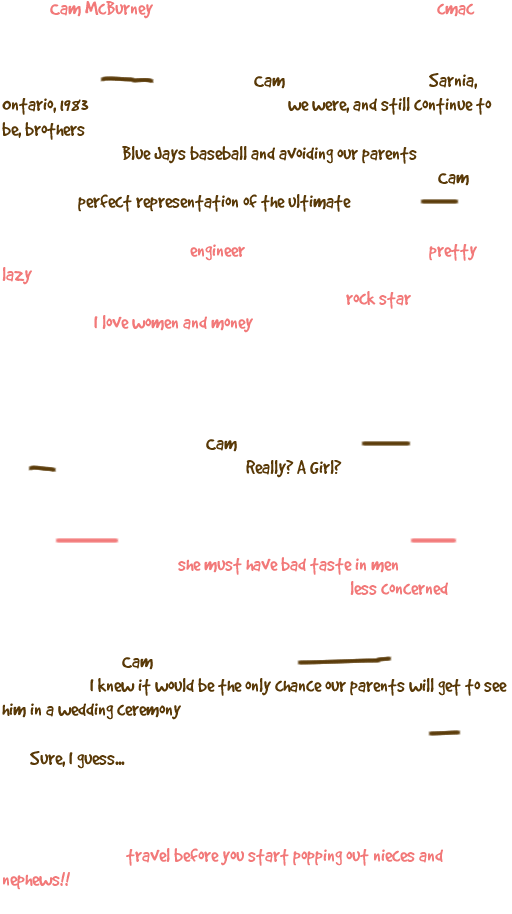 Cam McBurney cmac
Cam Sarnia,
Ontario, 1983 we were, and still continue to
be, brothers
Blue Jays baseball and avoiding our parents
Cam
perfect representation of the ultimate
engineer pretty
lazy
rock star
I love women and money
Cam
Really? A Girl?
she must have bad taste in men
less concerned
Cam
I knew it would be the only chance our parents will get to see
him in a wedding ceremony
Sure, I guess...
travel before you start popping out nieces and
nephews!!